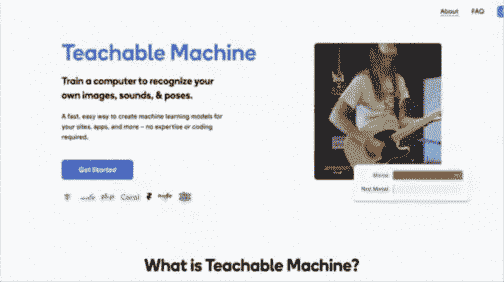 About FAQ
Teachable Machine
Train a computer to recognize your
own images, sounds, & poses.
A fast, easy way to create machine learning models for
your sites, apps, and more – no expertise or coding
required.
Get Started
Coral
Metal
Not Metal
What is Teachable Machine?